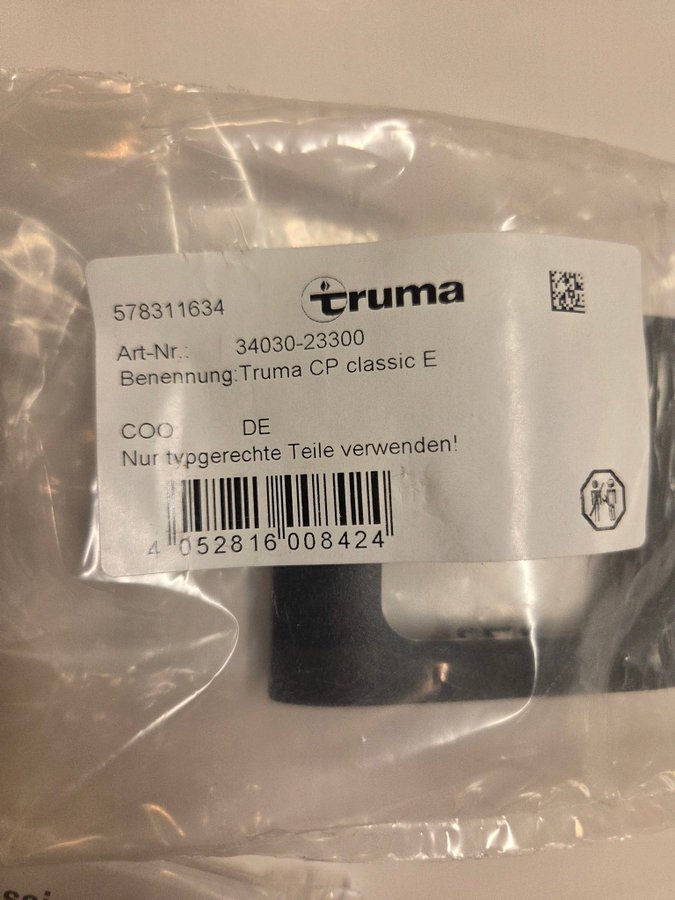 578311634
truma
Art-Nr.: 34030-23300
Benennung:Truma CP classic E
COO DE
Nur typgerechte Teile verwenden!
4 052816 008424